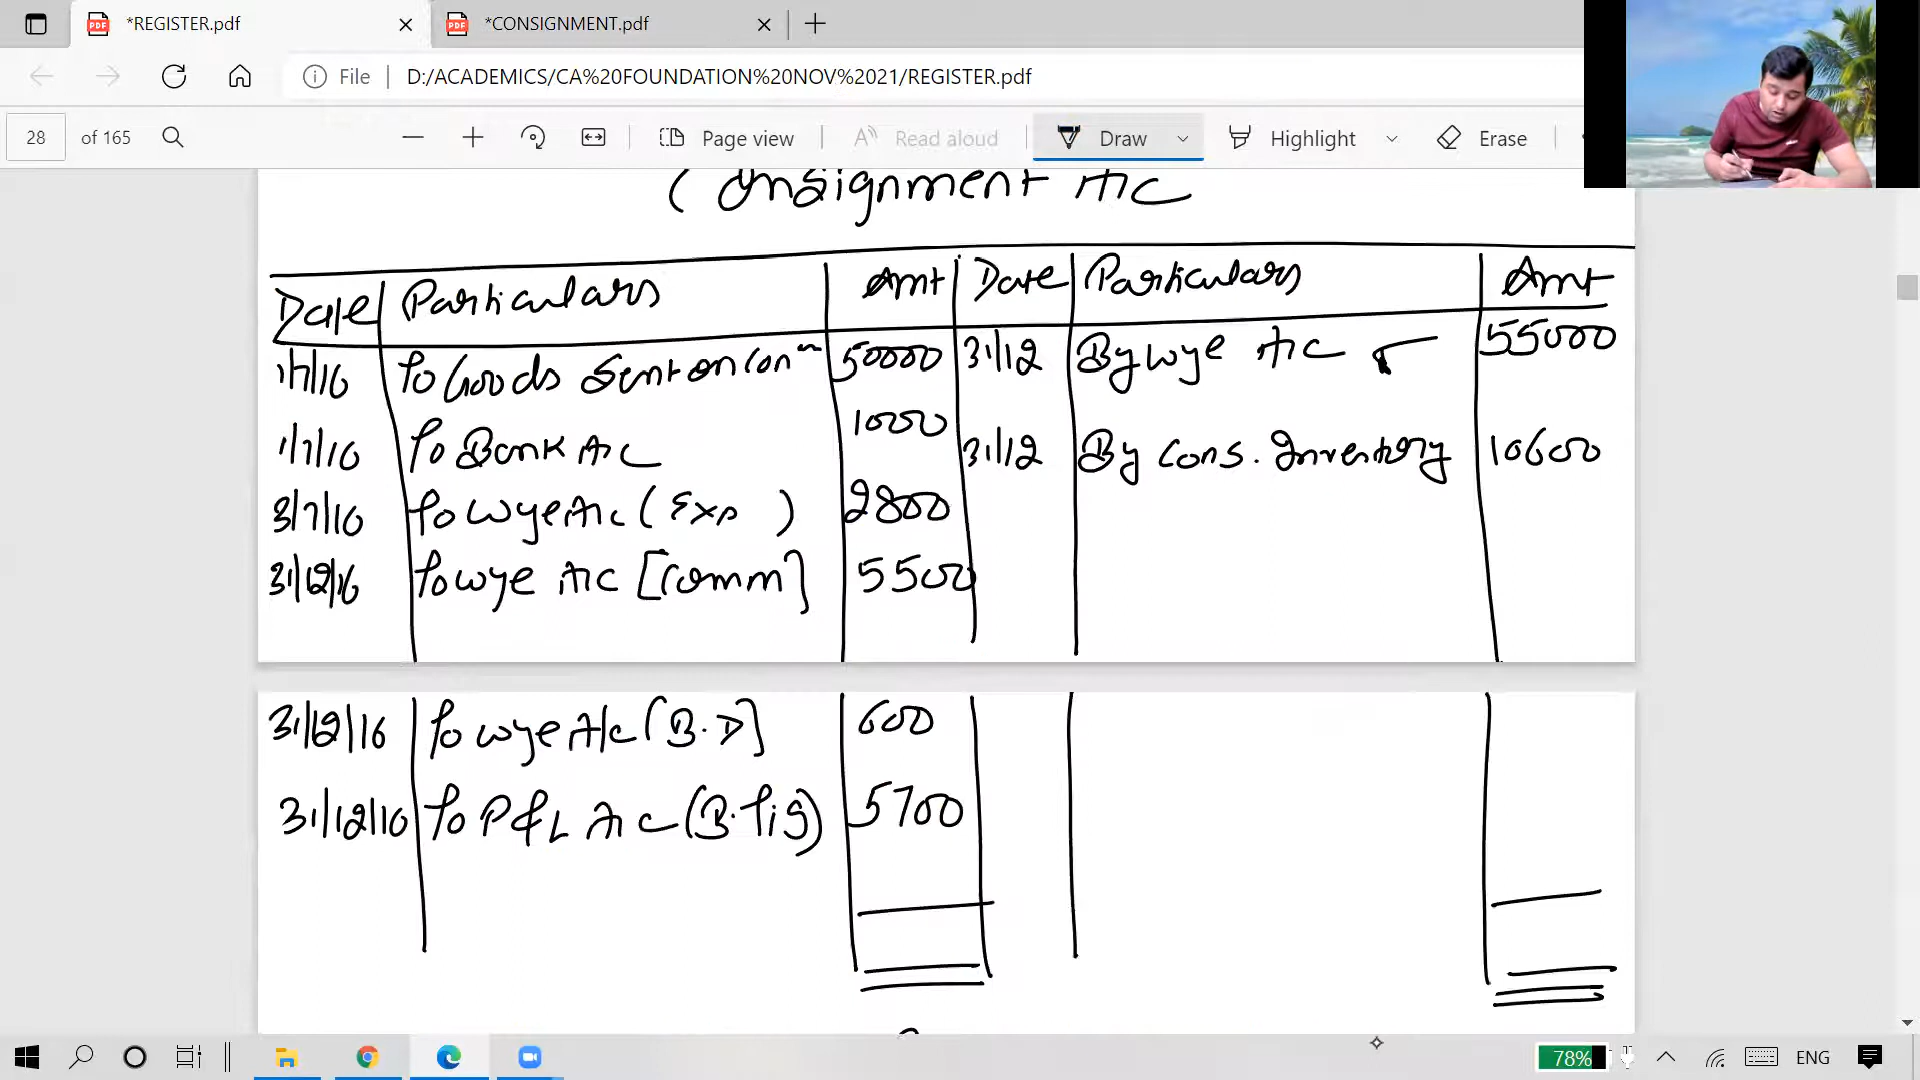 *REGISTER.pdf
*CONSIGNMENT.pdf
File D:/ACADEMICS/CA%20FOUNDATION%20NOV%2021/REGISTER.pdf
28 of 165 Page view Read aloud Draw Highlight Erase
Consignment A/C
Date Particulars Amt Date Particulars Amt
1/7/16 To Goods Sent on Con 50000 31/12 By Wye A/C 55000
1/7/16 To Bank A/C 1000 31/12 By Cons. Inventory 10600
3/7/16 To Wye A/C (Exp) 2800
31/12/16 To Wye A/C [Comm] 5500
31/12/16 To Wye A/C (B.D] 600
31/12/16 To P&L A/C (B.fig) 5700
78% ENG